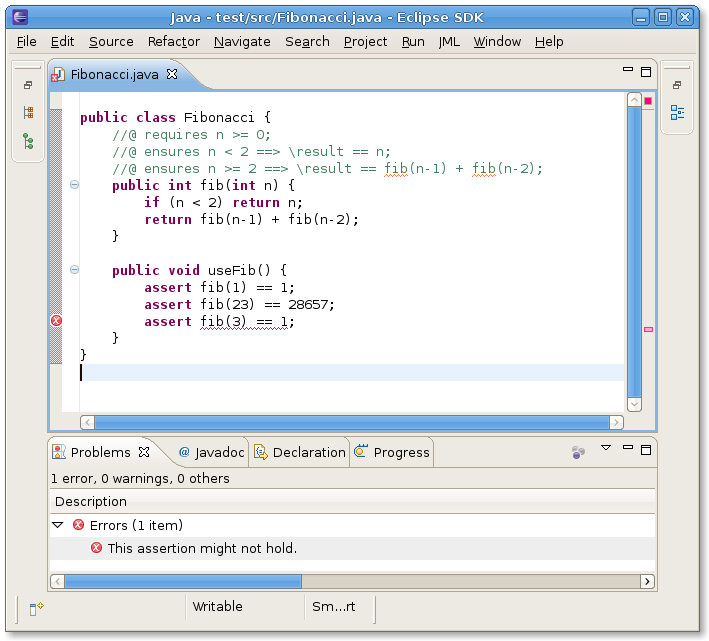 Java - test/src/Fibonacci.java - Eclipse SDK
File Edit Source Refactor Navigate Search Project Run JML Window Help
Fibonacci.java
public class Fibonacci {
//@ requires n >= 0;
//@ ensures n < 2 ==> \result == n;
//@ ensures n >= 2 ==> \result == fib(n-1) + fib(n-2);
public int fib(int n) {
if (n < 2) return n;
return fib(n-1) + fib(n-2);
}
public void useFib() {
assert fib(1) == 1;
assert fib(23) == 28657;
assert fib(3) == 1;
}
}
Problems @ Javadoc Declaration Progress
1 error, 0 warnings, 0 others
Description
Errors (1 item)
This assertion might not hold.
Writable Sm...rt